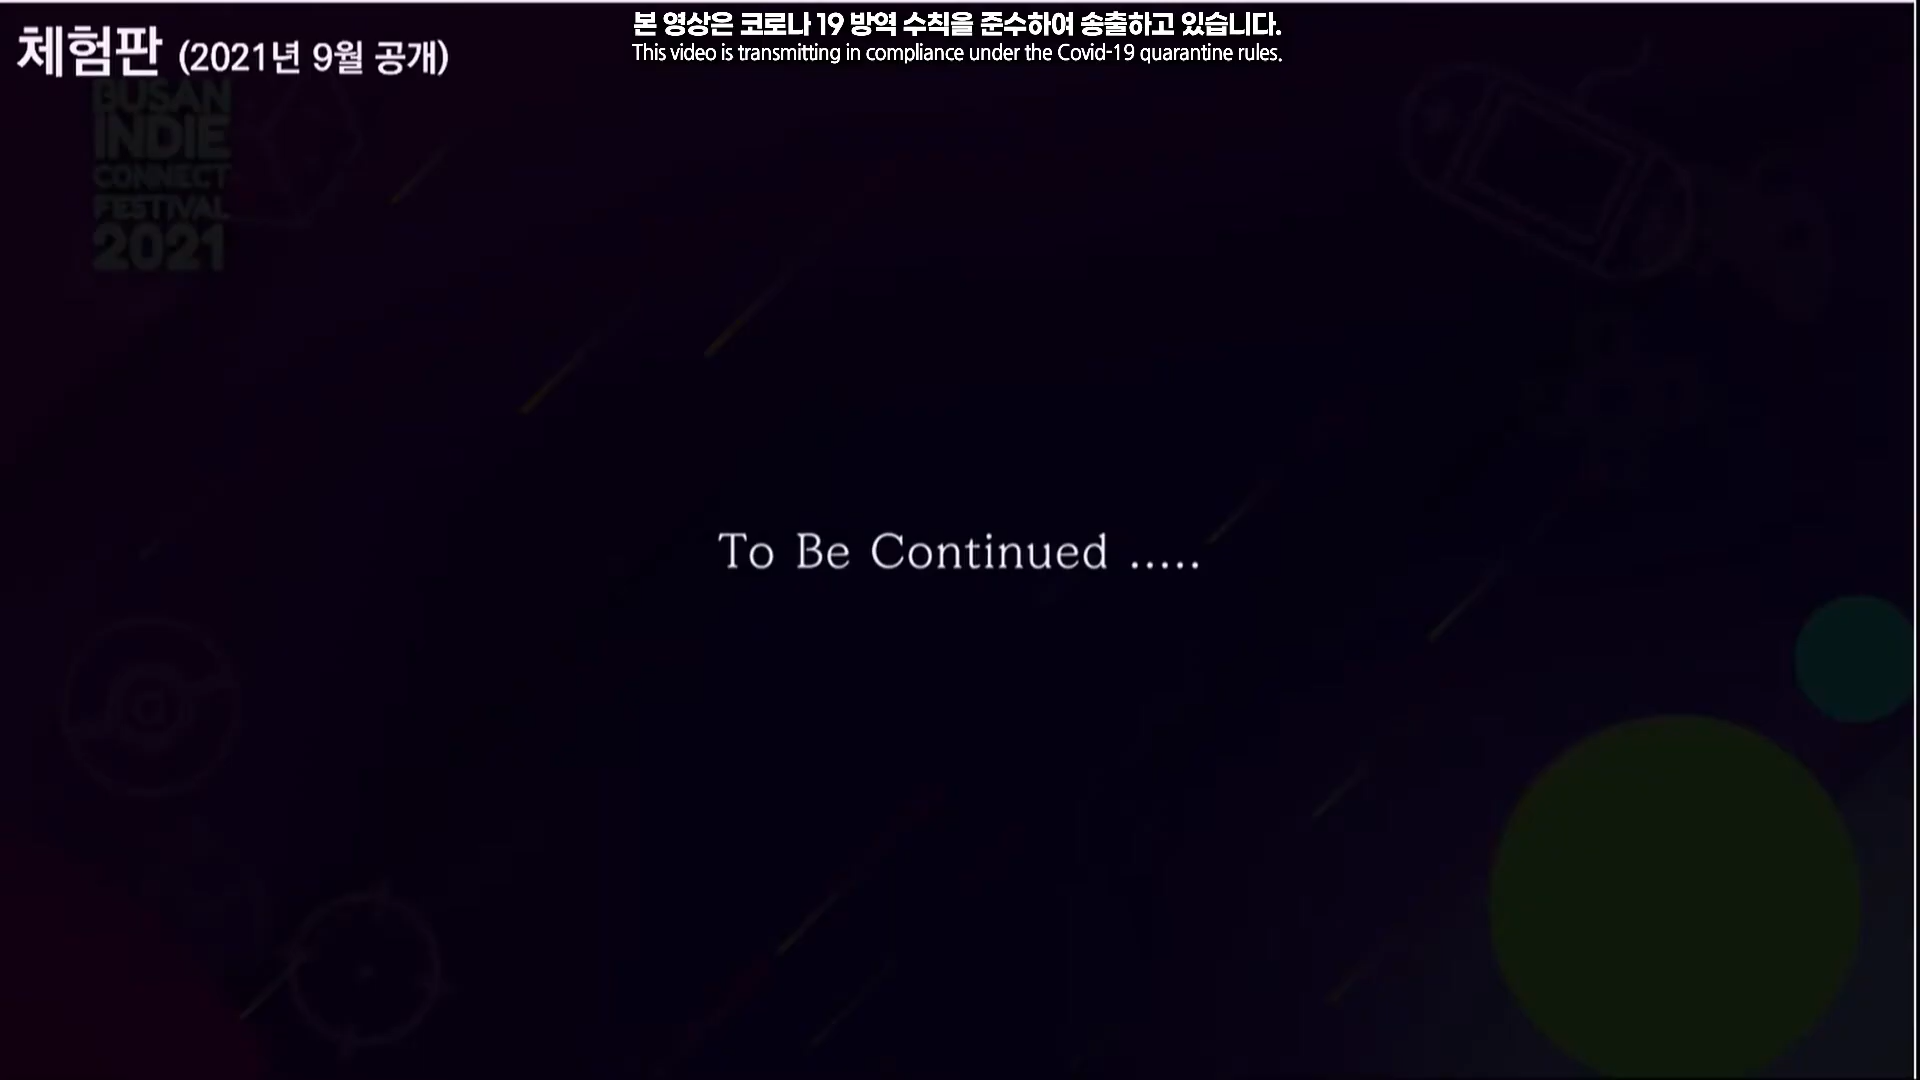 본 영상은 코로나 19 방역 수칙을 준수하여 송출하고 있습니다.
This video is transmitting in compliance under the Covid-19 quarantine rules.
체험판 (2021년 9월 공개)
BUSAN
INDIE
CONNECT
FESTIVAL
2021
To Be Continued .....